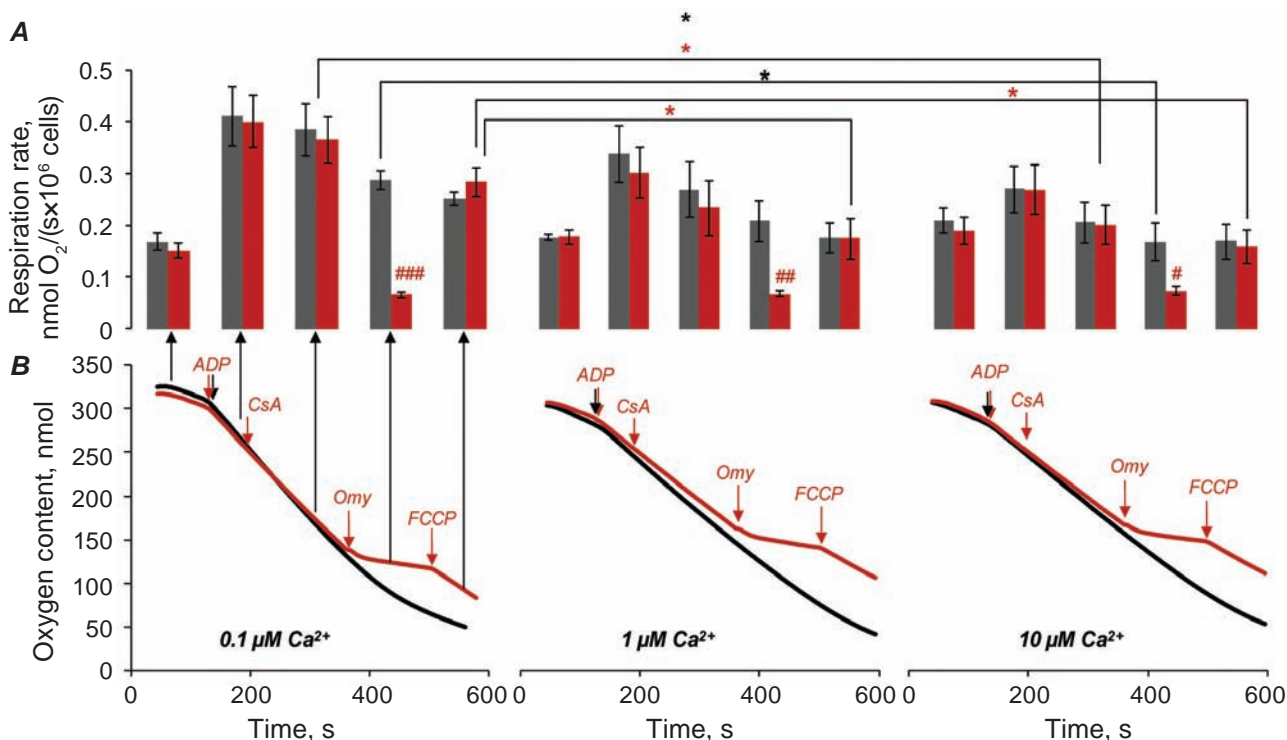 A
*
*
*
*
*
0.5
0.4
0.3
0.2
0.1
0
Respiration rate,
nmol O₂/(s×10⁶ cells)
###
##
#
B
350
300
250
200
150
100
50
0
Oxygen content, nmol
ADP
CsA
Omy
FCCP
0.1 µM Ca²⁺
ADP
CsA
Omy
FCCP
1 µM Ca²⁺
ADP
CsA
Omy
FCCP
10 µM Ca²⁺
0 200 400 600
200 400 600
200 400 600
Time, s
Time, s
Time, s